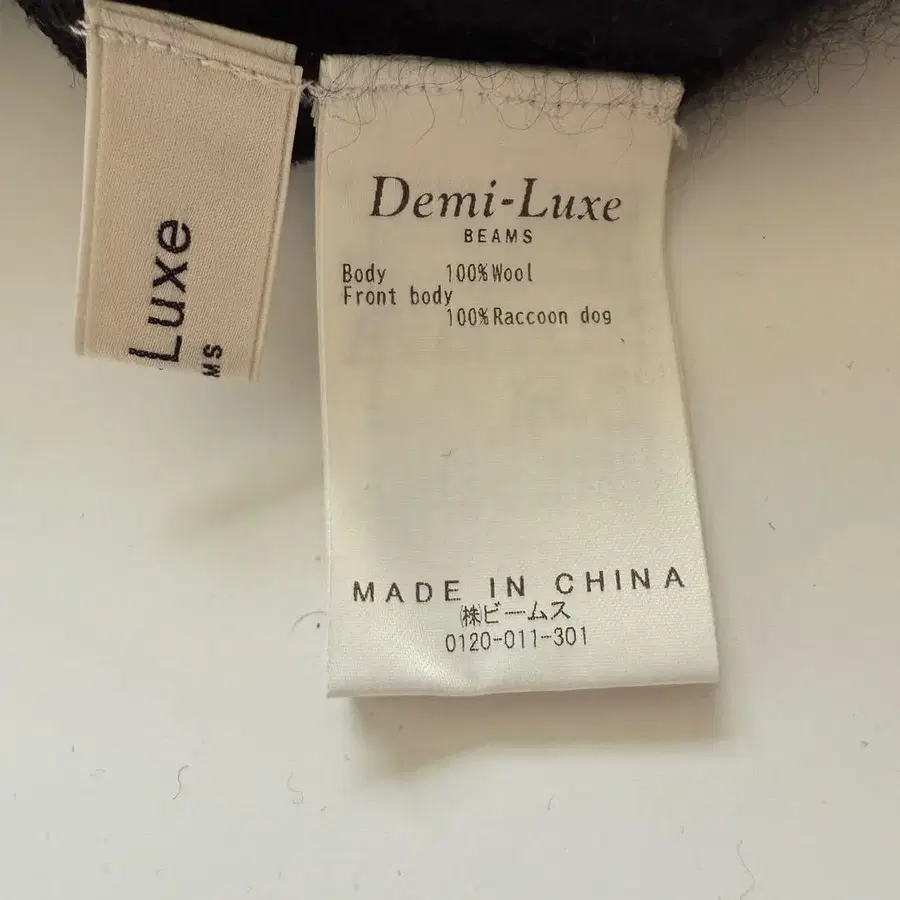 Luxe
MS
Demi-Luxe
BEAMS
Body 100%Wool
Front body
100%Raccoon dog
MADE IN CHINA
㈱ビームス
0120-011-301